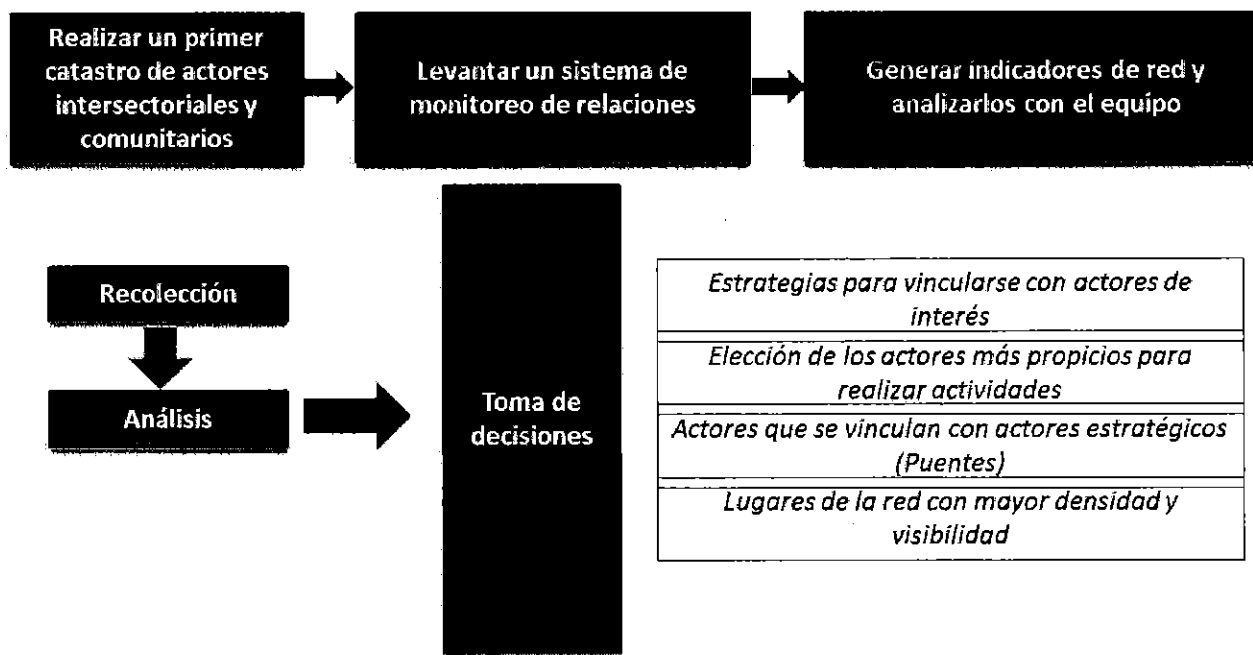 Realizar un primer
catastro de actores
intersectoriales y
comunitarios
Levantar un sistema de
monitoreo de relaciones
Generar indicadores de red y
analizarlos con el equipo
Recolección
Análisis
Toma de
decisiones
Estrategias para vincularse con actores de
interés
Elección de los actores más propicios para
realizar actividades
Actores que se vinculan con actores estratégicos
(Puentes)
Lugares de la red con mayor densidad y
visibilidad